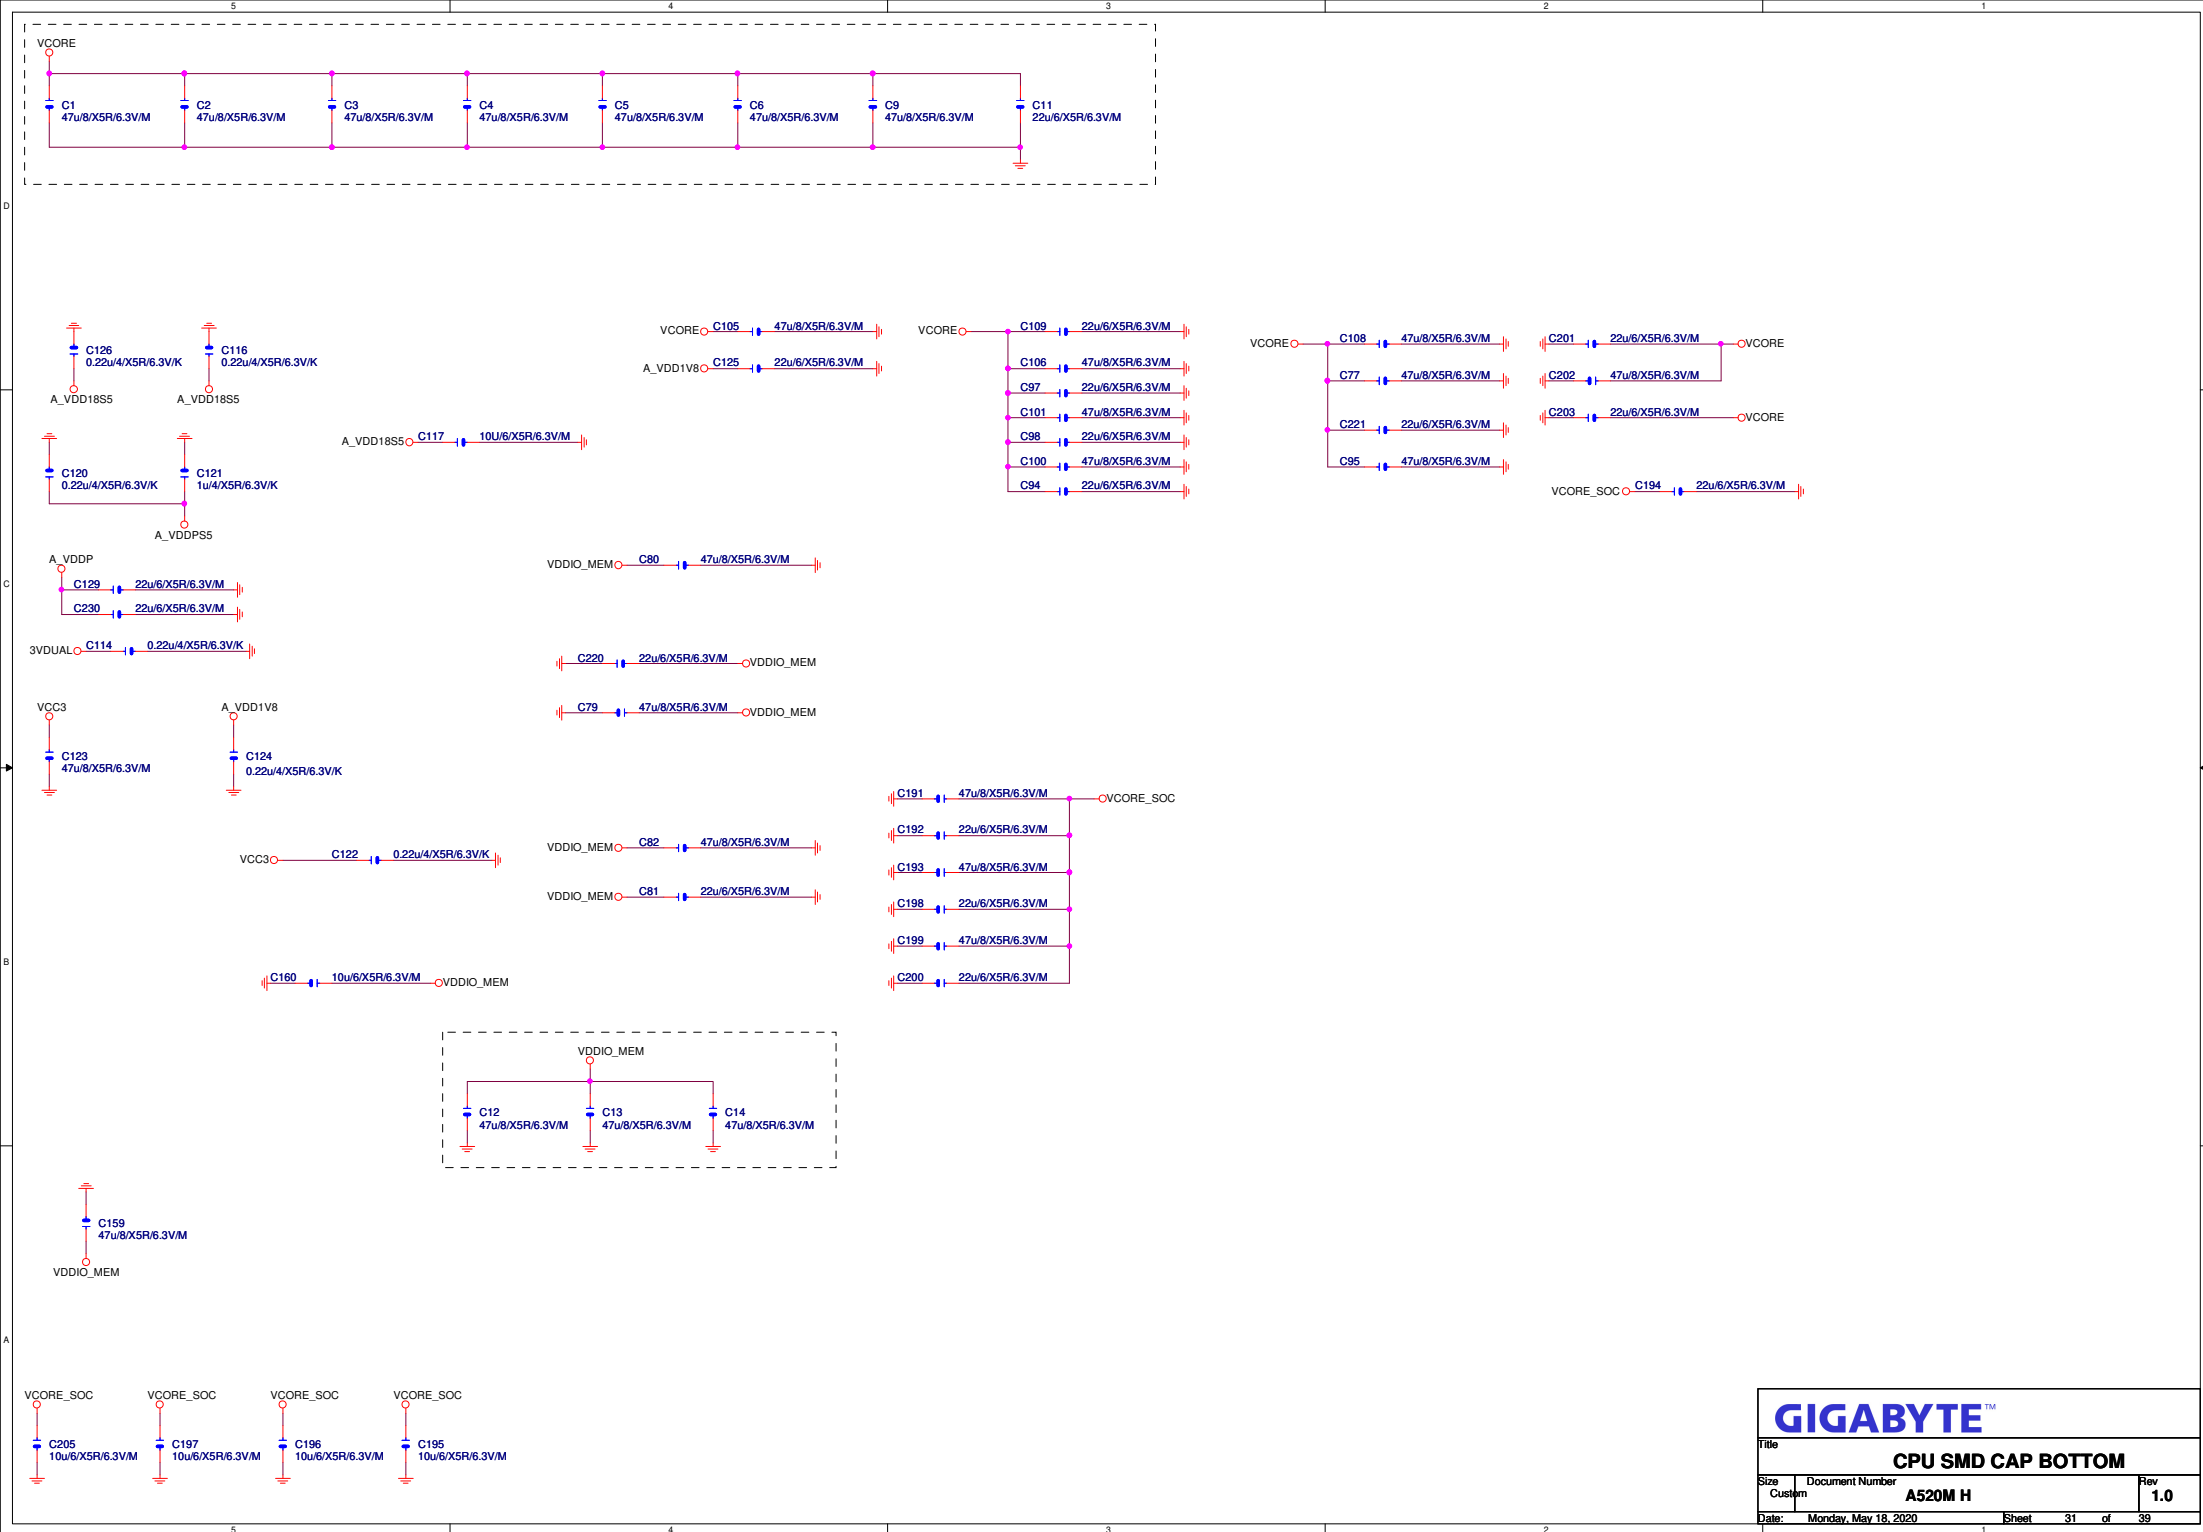 5 4 3 2 1
VCORE
C1 C2 C3 C4 C5 C6 C9 C11
47u/8/X5R/6.3V/M 47u/8/X5R/6.3V/M 47u/8/X5R/6.3V/M 47u/8/X5R/6.3V/M 47u/8/X5R/6.3V/M 47u/8/X5R/6.3V/M 47u/8/X5R/6.3V/M 22u/6/X5R/6.3V/M
D
C126
0.22u/4/X5R/6.3V/K
A_VDD18S5
C116
0.22u/4/X5R/6.3V/K
A_VDD18S5
VCORE C105 47u/8/X5R/6.3V/M
A_VDD1V8 C125 22u/6/X5R/6.3V/M
VCORE C109 22u/6/X5R/6.3V/M
C106 47u/8/X5R/6.3V/M
C97 22u/6/X5R/6.3V/M
C101 47u/8/X5R/6.3V/M
C98 22u/6/X5R/6.3V/M
C100 47u/8/X5R/6.3V/M
C94 22u/6/X5R/6.3V/M
VCORE C108 47u/8/X5R/6.3V/M
C77 47u/8/X5R/6.3V/M
C221 22u/6/X5R/6.3V/M
C95 47u/8/X5R/6.3V/M
C201 22u/6/X5R/6.3V/M VCORE
C202 47u/8/X5R/6.3V/M
C203 22u/6/X5R/6.3V/M VCORE
VCORE_SOC C194 22u/6/X5R/6.3V/M
A_VDD18S5 C117 10U/6/X5R/6.3V/M
C120
0.22u/4/X5R/6.3V/K
C121
1u/4/X5R/6.3V/K
A_VDDPS5
C
A_VDDP
C129 22u/6/X5R/6.3V/M
C230 22u/6/X5R/6.3V/M
3VDUAL C114 0.22u/4/X5R/6.3V/K
VDDIO_MEM C80 47u/8/X5R/6.3V/M
C220 22u/6/X5R/6.3V/M VDDIO_MEM
C79 47u/8/X5R/6.3V/M VDDIO_MEM
VCC3
C123
47u/8/X5R/6.3V/M
A_VDD1V8
C124
0.22u/4/X5R/6.3V/K
VCC3 C122 0.22u/4/X5R/6.3V/K
VDDIO_MEM C82 47u/8/X5R/6.3V/M
VDDIO_MEM C81 22u/6/X5R/6.3V/M
C191 47u/8/X5R/6.3V/M VCORE_SOC
C192 22u/6/X5R/6.3V/M
C193 47u/8/X5R/6.3V/M
C198 22u/6/X5R/6.3V/M
C199 47u/8/X5R/6.3V/M
C200 22u/6/X5R/6.3V/M
B
C160 10u/6/X5R/6.3V/M VDDIO_MEM
VDDIO_MEM
C12 C13 C14
47u/8/X5R/6.3V/M 47u/8/X5R/6.3V/M 47u/8/X5R/6.3V/M
C159
47u/8/X5R/6.3V/M
VDDIO_MEM
A
VCORE_SOC VCORE_SOC VCORE_SOC VCORE_SOC
C205 C197 C196 C195
10u/6/X5R/6.3V/M 10u/6/X5R/6.3V/M 10u/6/X5R/6.3V/M 10u/6/X5R/6.3V/M
GIGABYTE™
Title
CPU SMD CAP BOTTOM
Size Document Number Rev
Custom A520M H 1.0
Date: Monday, May 18, 2020 Sheet 31 of 39
5 4 3 2 1